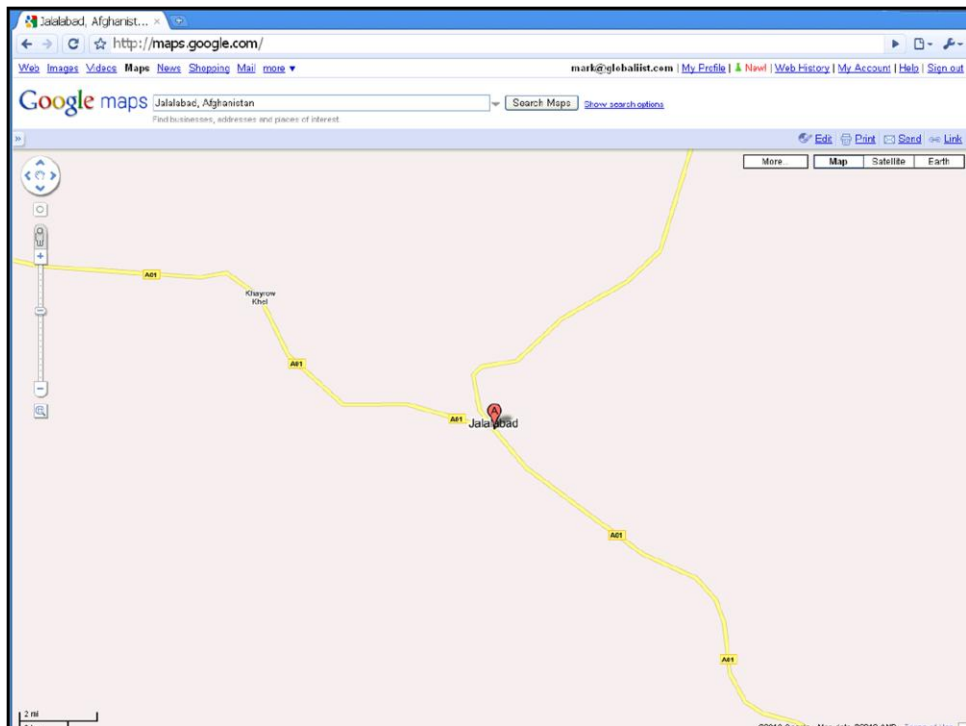 Jalalabad, Afghanist...
http://maps.google.com/
Web Images Videos Maps News Shopping Mail more ▼
mark@globaliist.com | My Profile | New! | Web History | My Account | Help | Sign out
Google maps
Jalalabad, Afghanistan
Search Maps
Show search options
Find businesses, addresses and places of interest.
» Edit Print Send Link
More...
Map
Satellite
Earth
A01
Khayrow
Khel
A01
A01
A
Jalalabad
A01
A01
2 mi